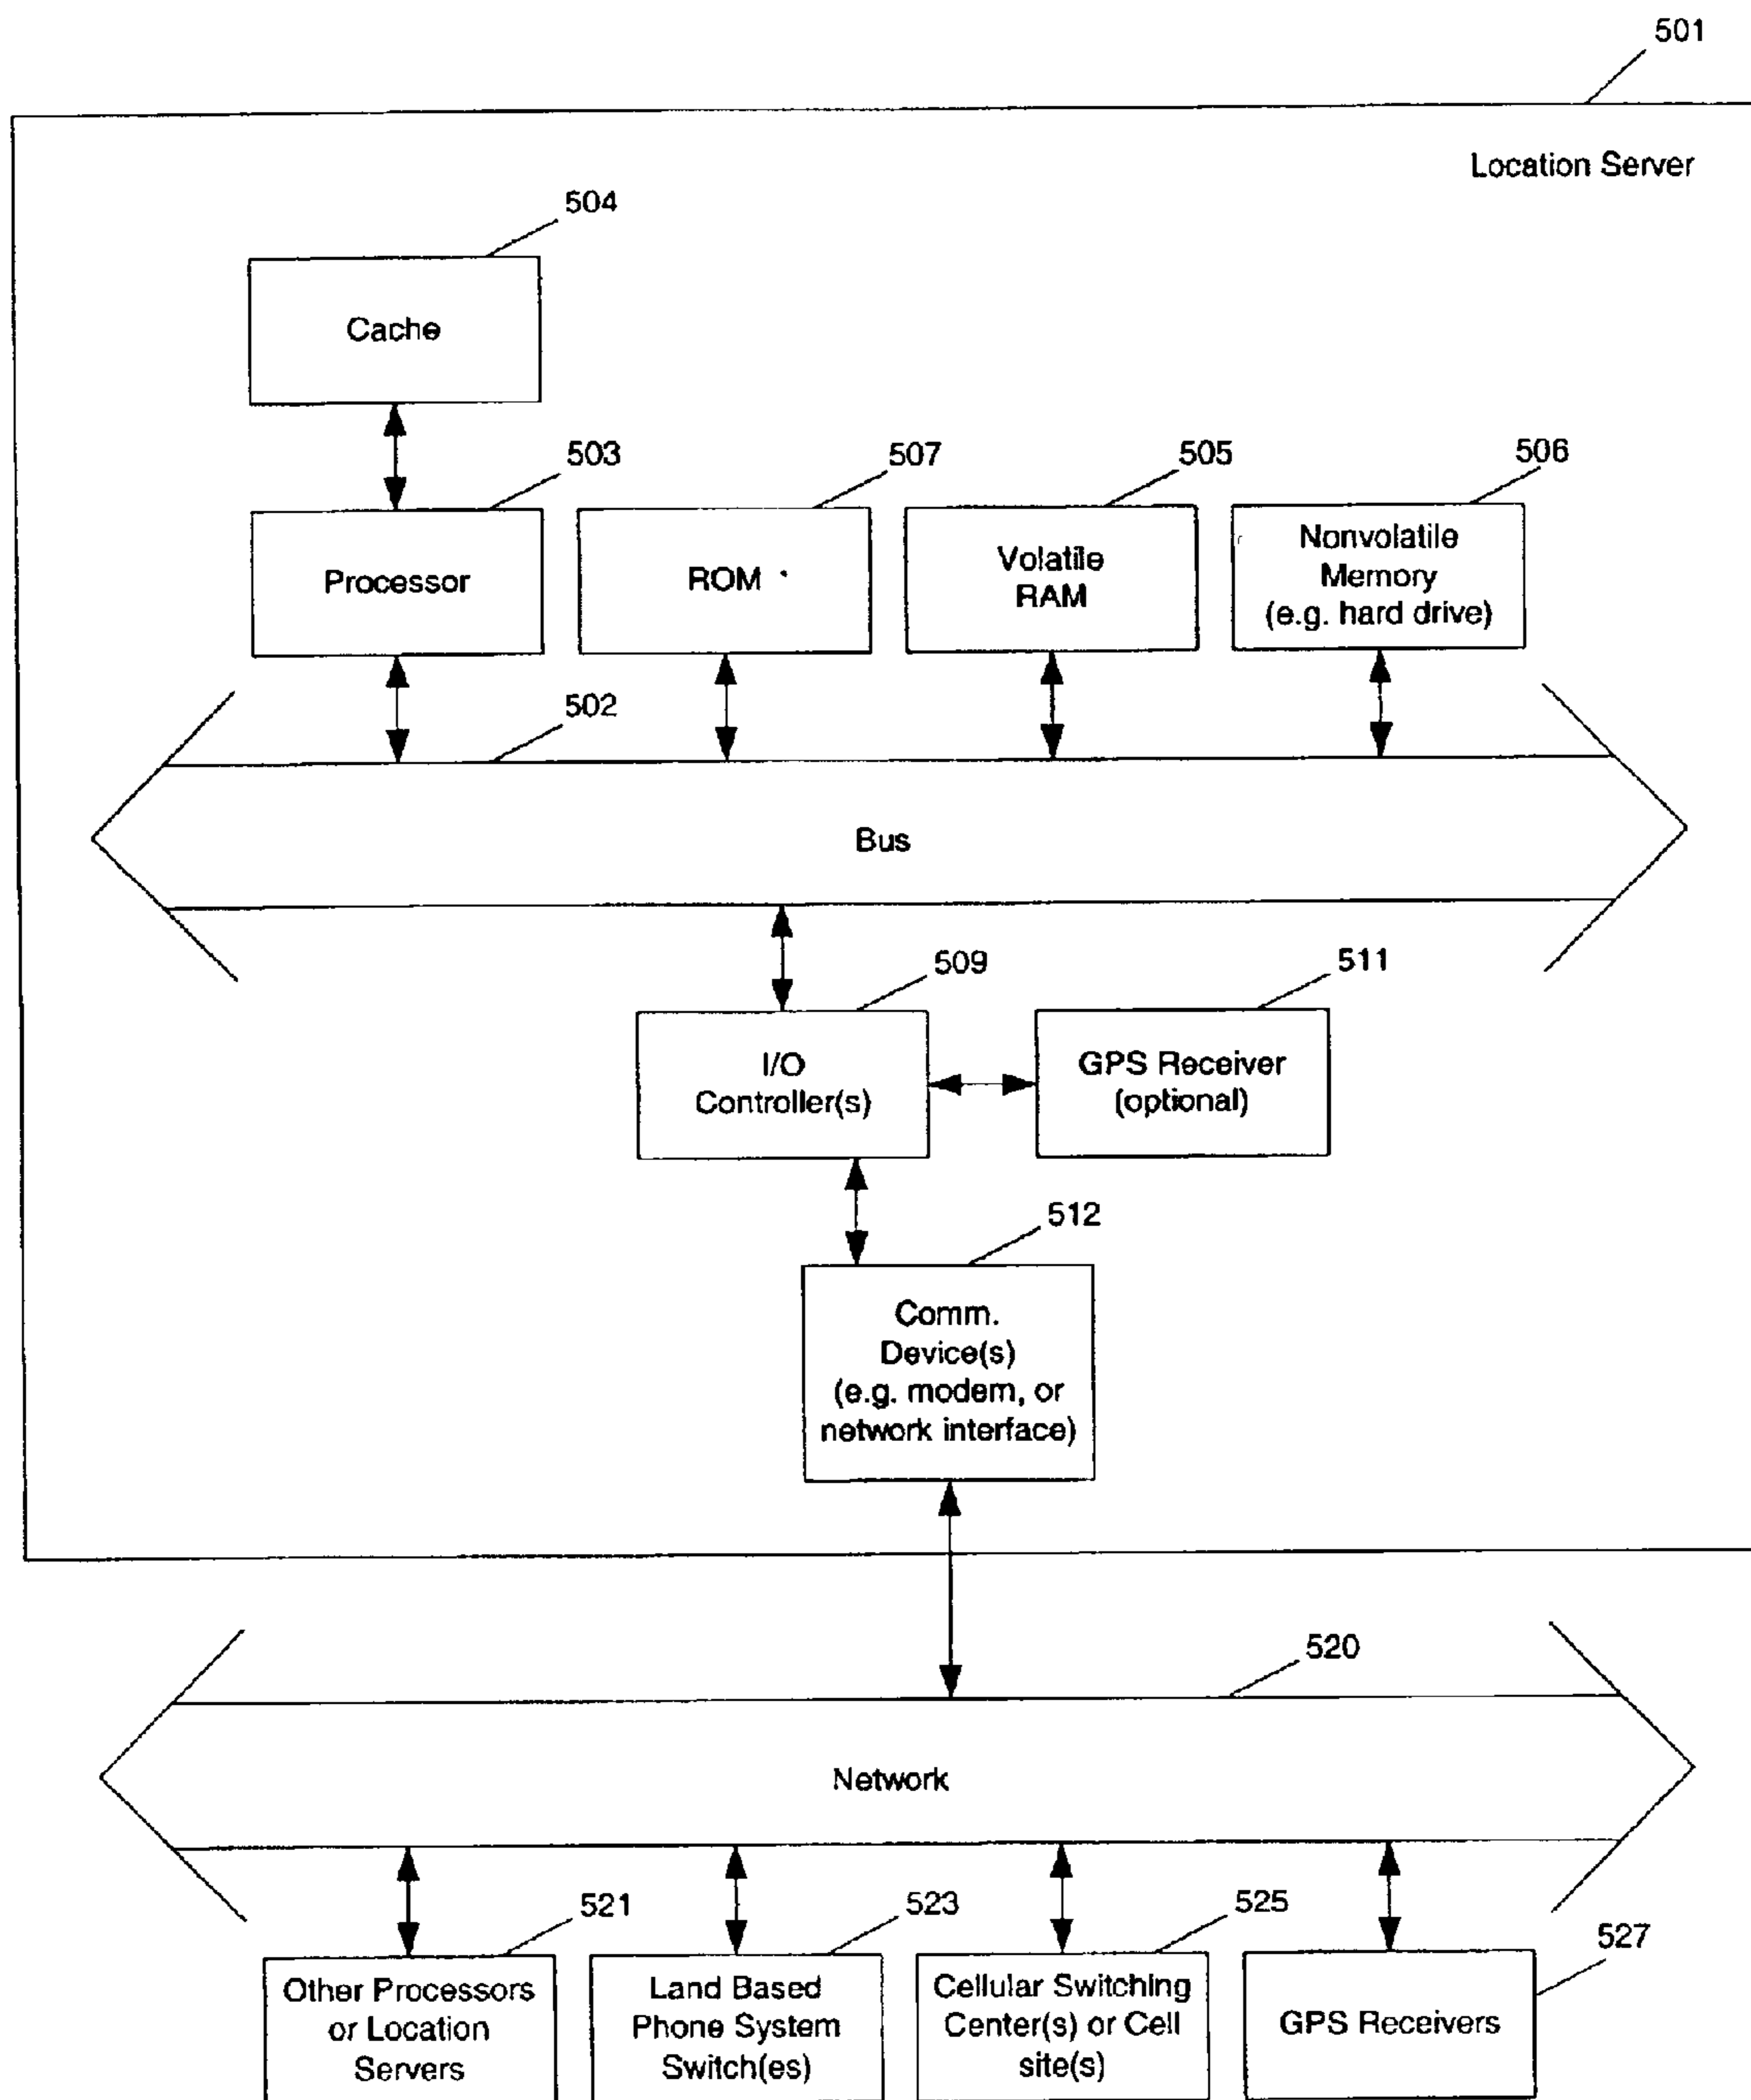 501
Location Server
504
Cache
503
507
505
506
Processor
ROM
Volatile
RAM
Nonvolatile
Memory
(e.g. hard drive)
502
Bus
509
511
I/O
Controller(s)
GPS Receiver
(optional)
512
Comm.
Device(s)
(e.g. modem, or
network interface)
520
Network
521
523
525
527
Other Processors
or Location
Servers
Land Based
Phone System
Switch(es)
Cellular Switching
Center(s) or Cell
site(s)
GPS Receivers